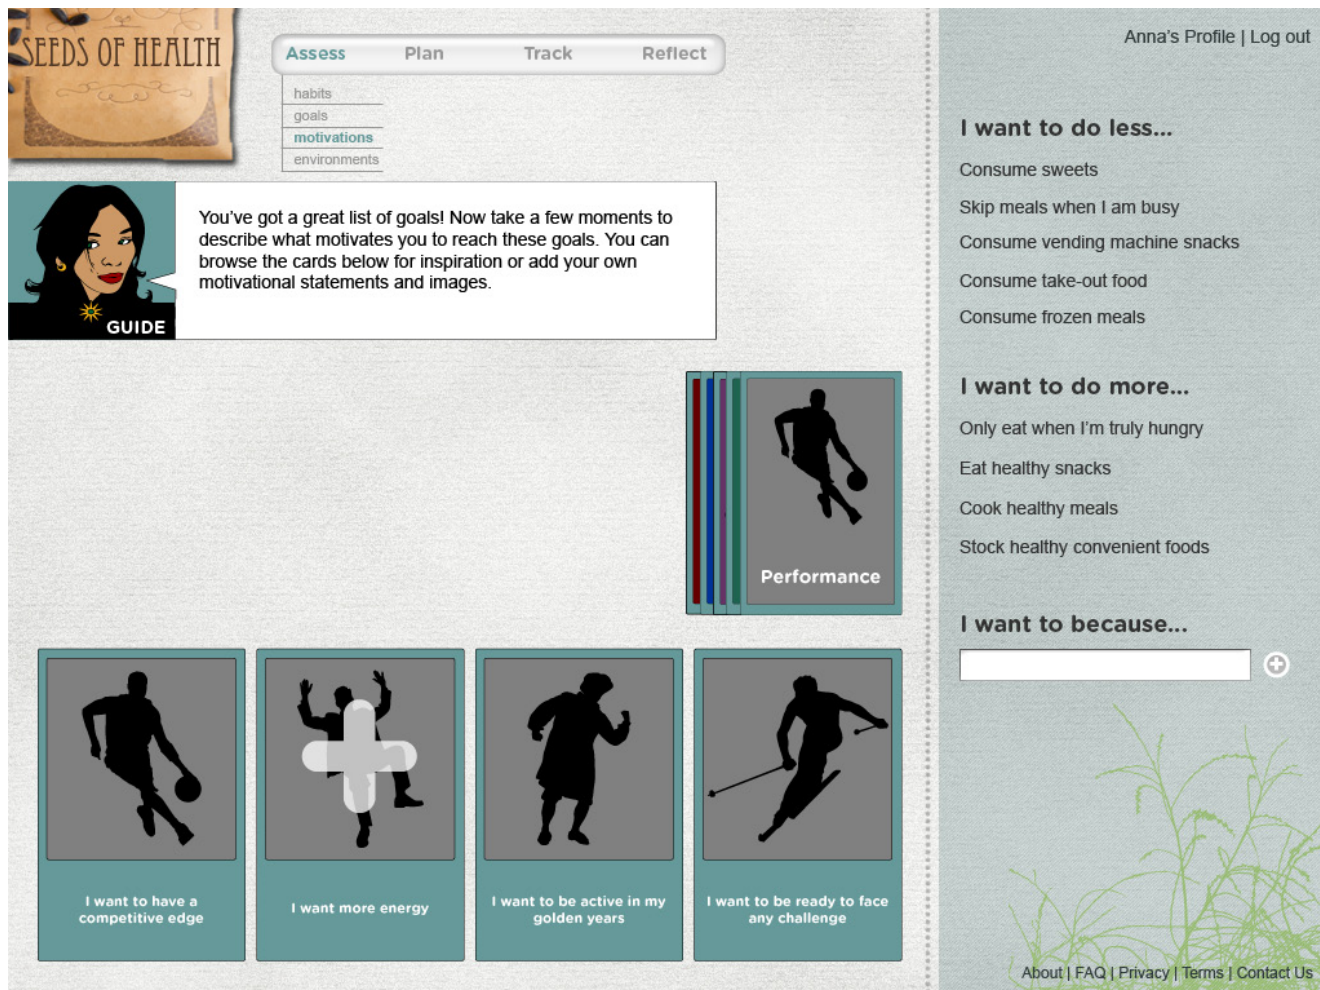 SEEDS OF HEALTH
Assess Plan Track Reflect
habits
goals
motivations
environments
Anna's Profile | Log out
GUIDE
You've got a great list of goals! Now take a few moments to
describe what motivates you to reach these goals. You can
browse the cards below for inspiration or add your own
motivational statements and images.
Performance
I want to have a
competitive edge
I want more energy
I want to be active in my
golden years
I want to be ready to face
any challenge
I want to do less...
Consume sweets
Skip meals when I am busy
Consume vending machine snacks
Consume take-out food
Consume frozen meals
I want to do more...
Only eat when I'm truly hungry
Eat healthy snacks
Cook healthy meals
Stock healthy convenient foods
I want to because...
About | FAQ | Privacy | Terms | Contact Us